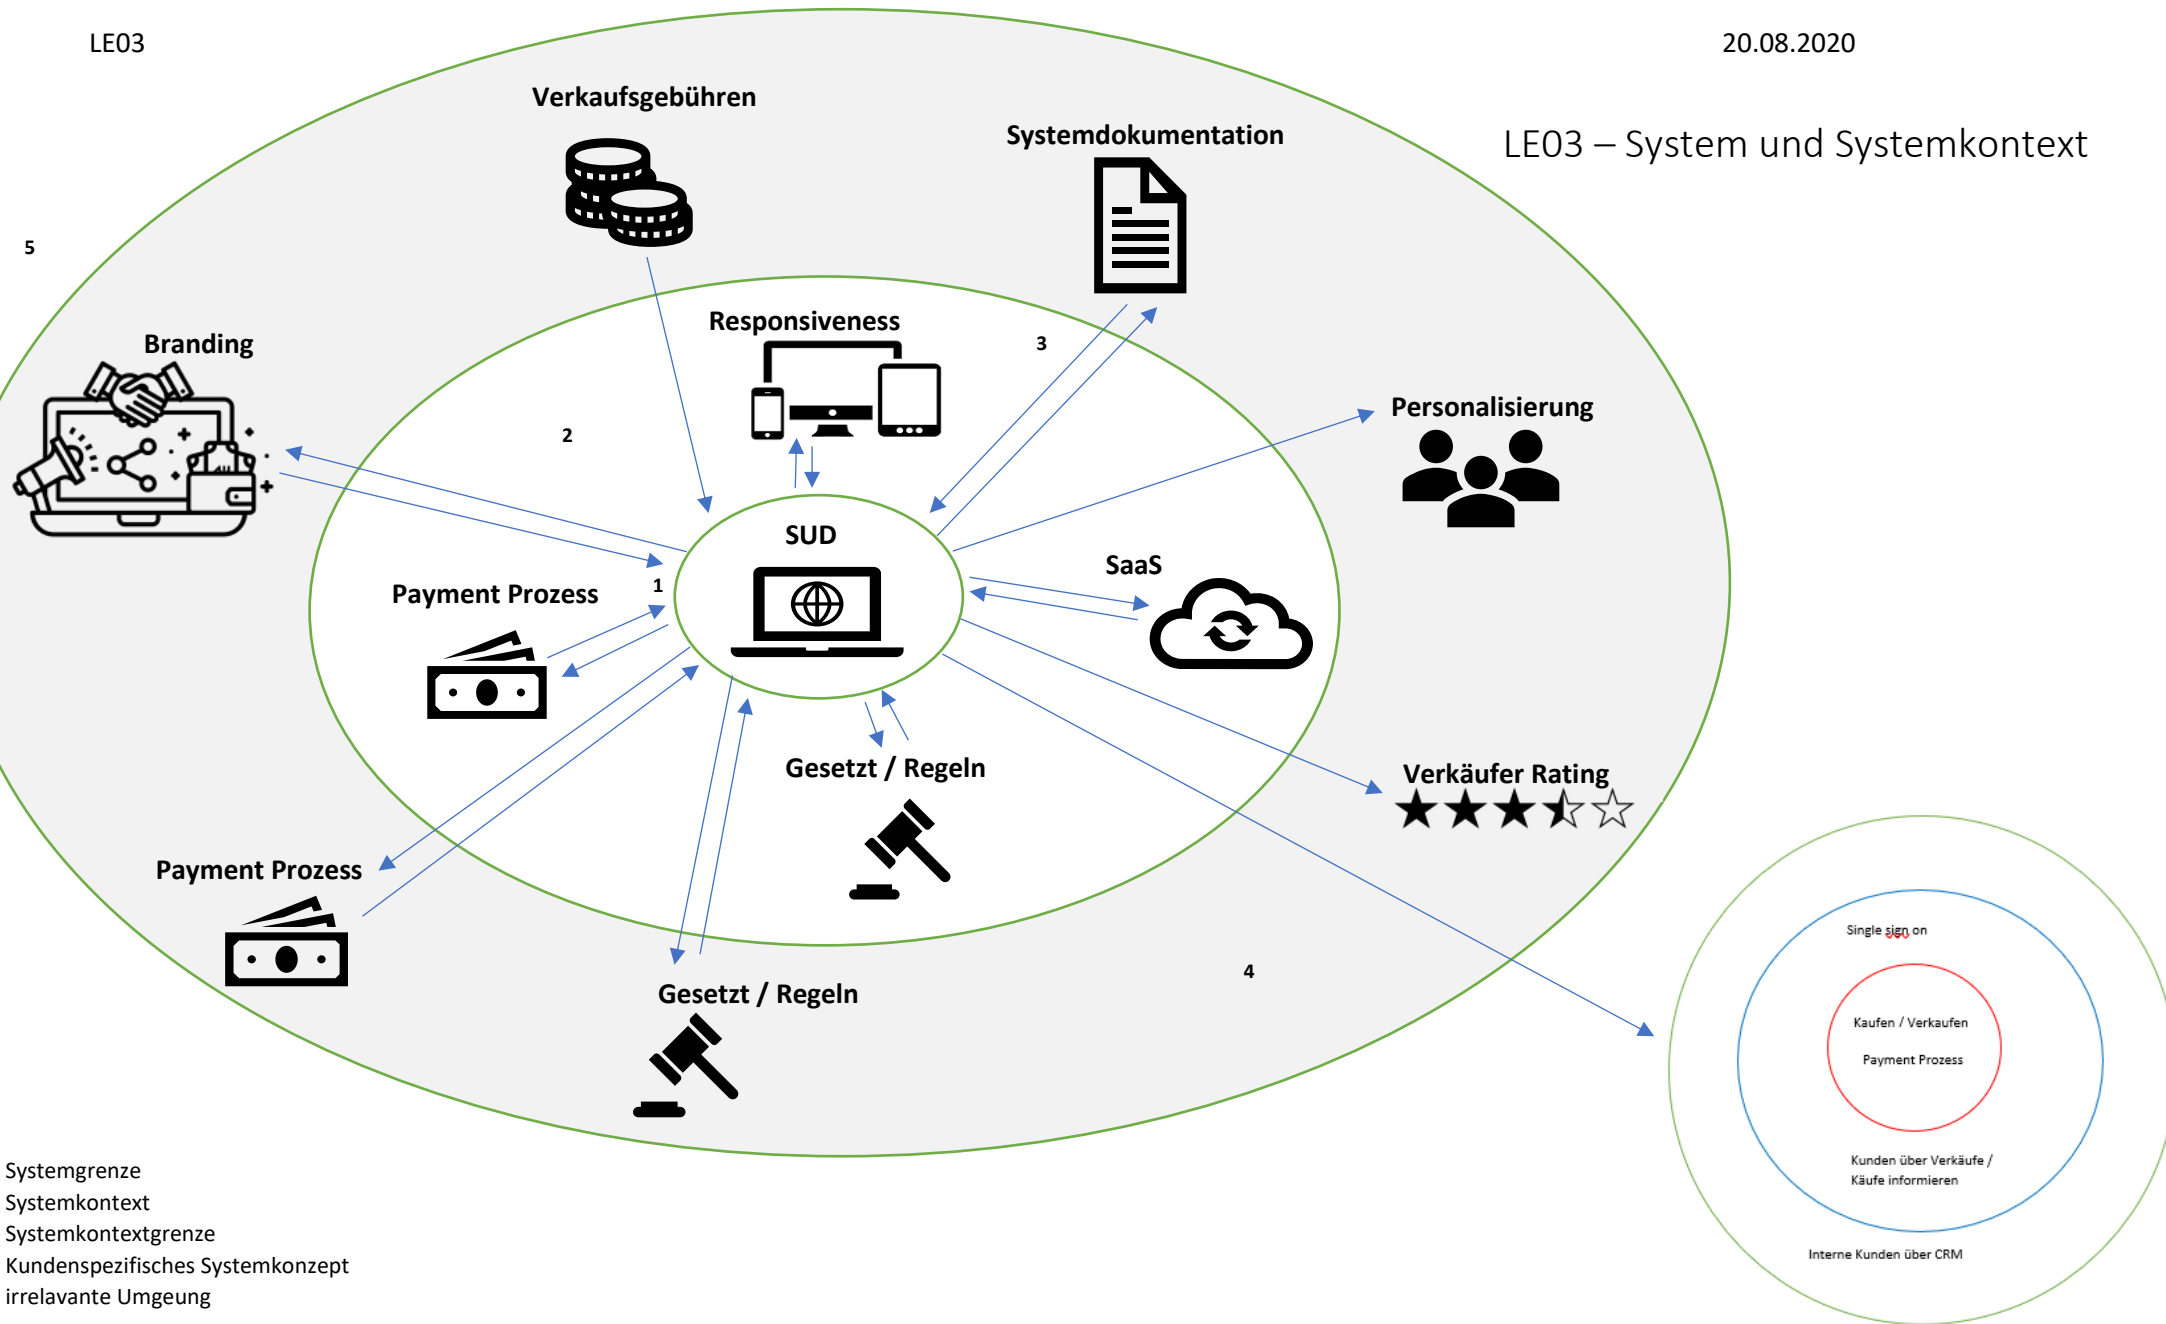 LE03
20.08.2020
LE03 – System und Systemkontext
Verkaufsgebühren
Systemdokumentation
5
Responsiveness
3
Branding
Personalisierung
2
SUD
SaaS
Payment Prozess
1
Gesetzt / Regeln
Verkäufer Rating
Payment Prozess
4
Gesetzt / Regeln
Single sign on
Kaufen / Verkaufen
Payment Prozess
Kunden über Verkäufe /
Käufe informieren
Interne Kunden über CRM
Systemgrenze
Systemkontext
Systemkontextgrenze
Kundenspezifisches Systemkonzept
irrelavante Umgeung